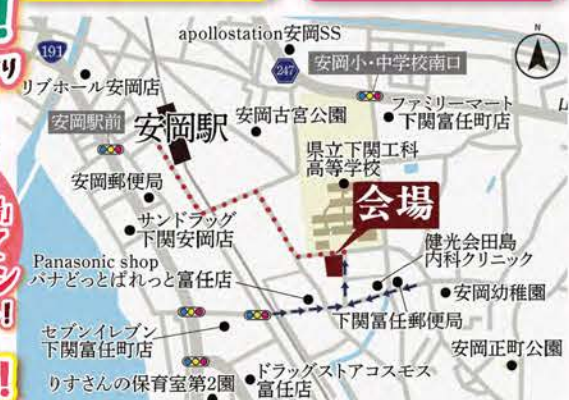 N
apollostation安岡SS
191
247
安岡小・中学校南口
リブホール安岡店
ファミリーマート
下関富任町店
安岡駅前
安岡駅
安岡古宮公園
県立下関工科
高等学校
安岡郵便局
会場
サンドラッグ
下関安岡店
健光会田島
内科クリニック
Panasonic shop
バナどっとぱれっと富任店
安岡幼稚園
下関冨任郵便局
セブンイレブン
下関富任町店
安岡正町公園
ドラッグストアコスモス
富任店
りすさんの保育室第2園